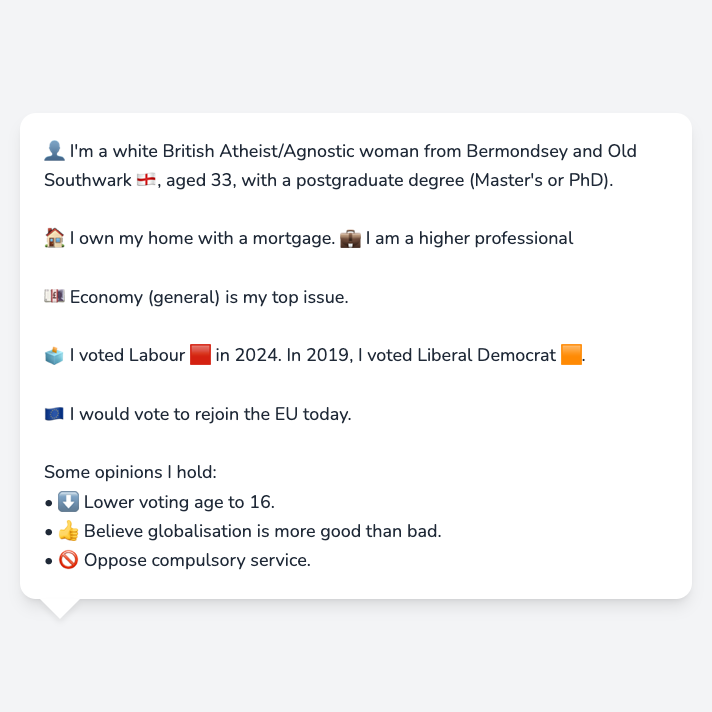 👤 I'm a white British Atheist/Agnostic woman from Bermondsey and Old
Southwark 🏴󠁧󠁢󠁥󠁮󠁧󠁿, aged 33, with a postgraduate degree (Master's or PhD).
🏠 I own my home with a mortgage. 💼 I am a higher professional
💷 Economy (general) is my top issue.
🗳️ I voted Labour 🟥 in 2024. In 2019, I voted Liberal Democrat 🟧.
🇪🇺 I would vote to rejoin the EU today.
Some opinions I hold:
• ⬇️ Lower voting age to 16.
• 👍 Believe globalisation is more good than bad.
• 🚫 Oppose compulsory service.